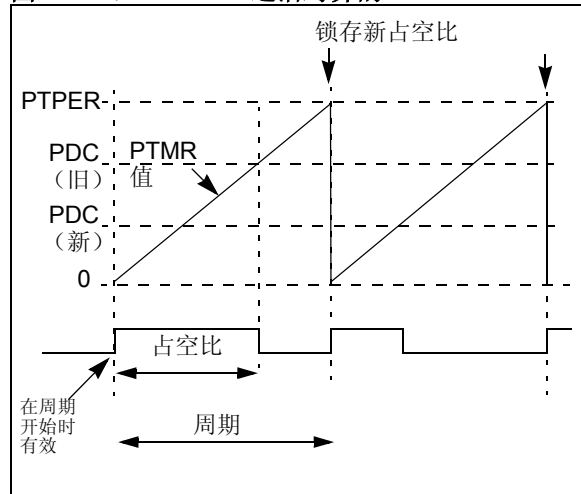 锁存新占空比
PTPER
PDC
（旧）
PTMR
值
PDC
（新）
0
占空比
在周期
开始时
有效
周期